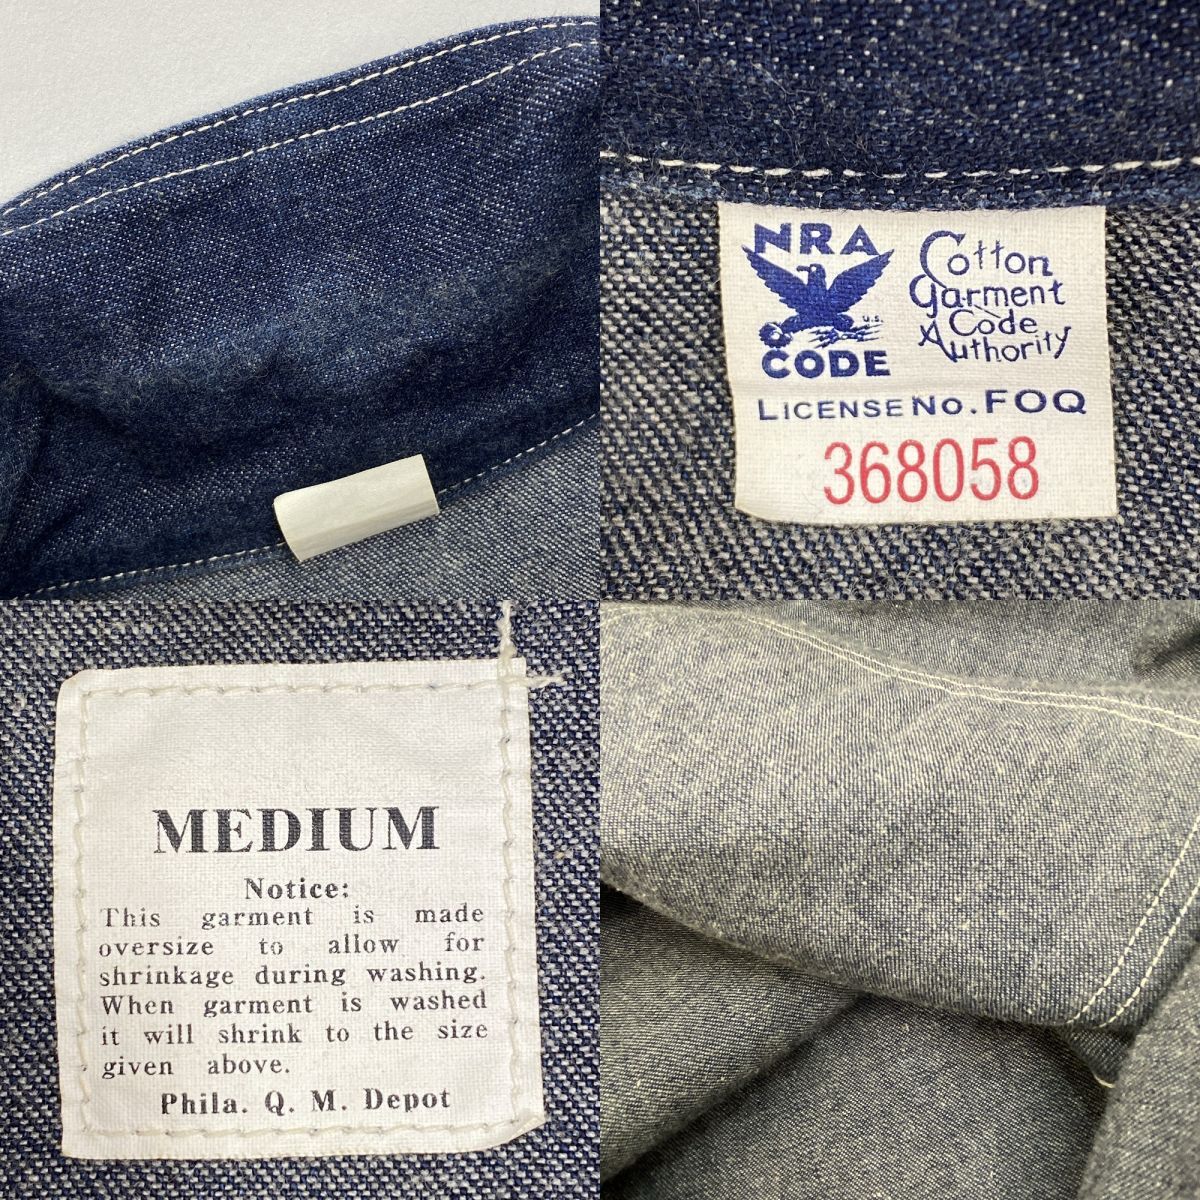 NRA
U.S.
CODE
Cotton
Garment
Code
Authority
LICENSE No. FOQ
368058
MEDIUM
Notice:
This garment is made
oversize to allow for
shrinkage during washing.
When garment is washed
it will shrink to the size
given above.
Phila. Q. M. Depot